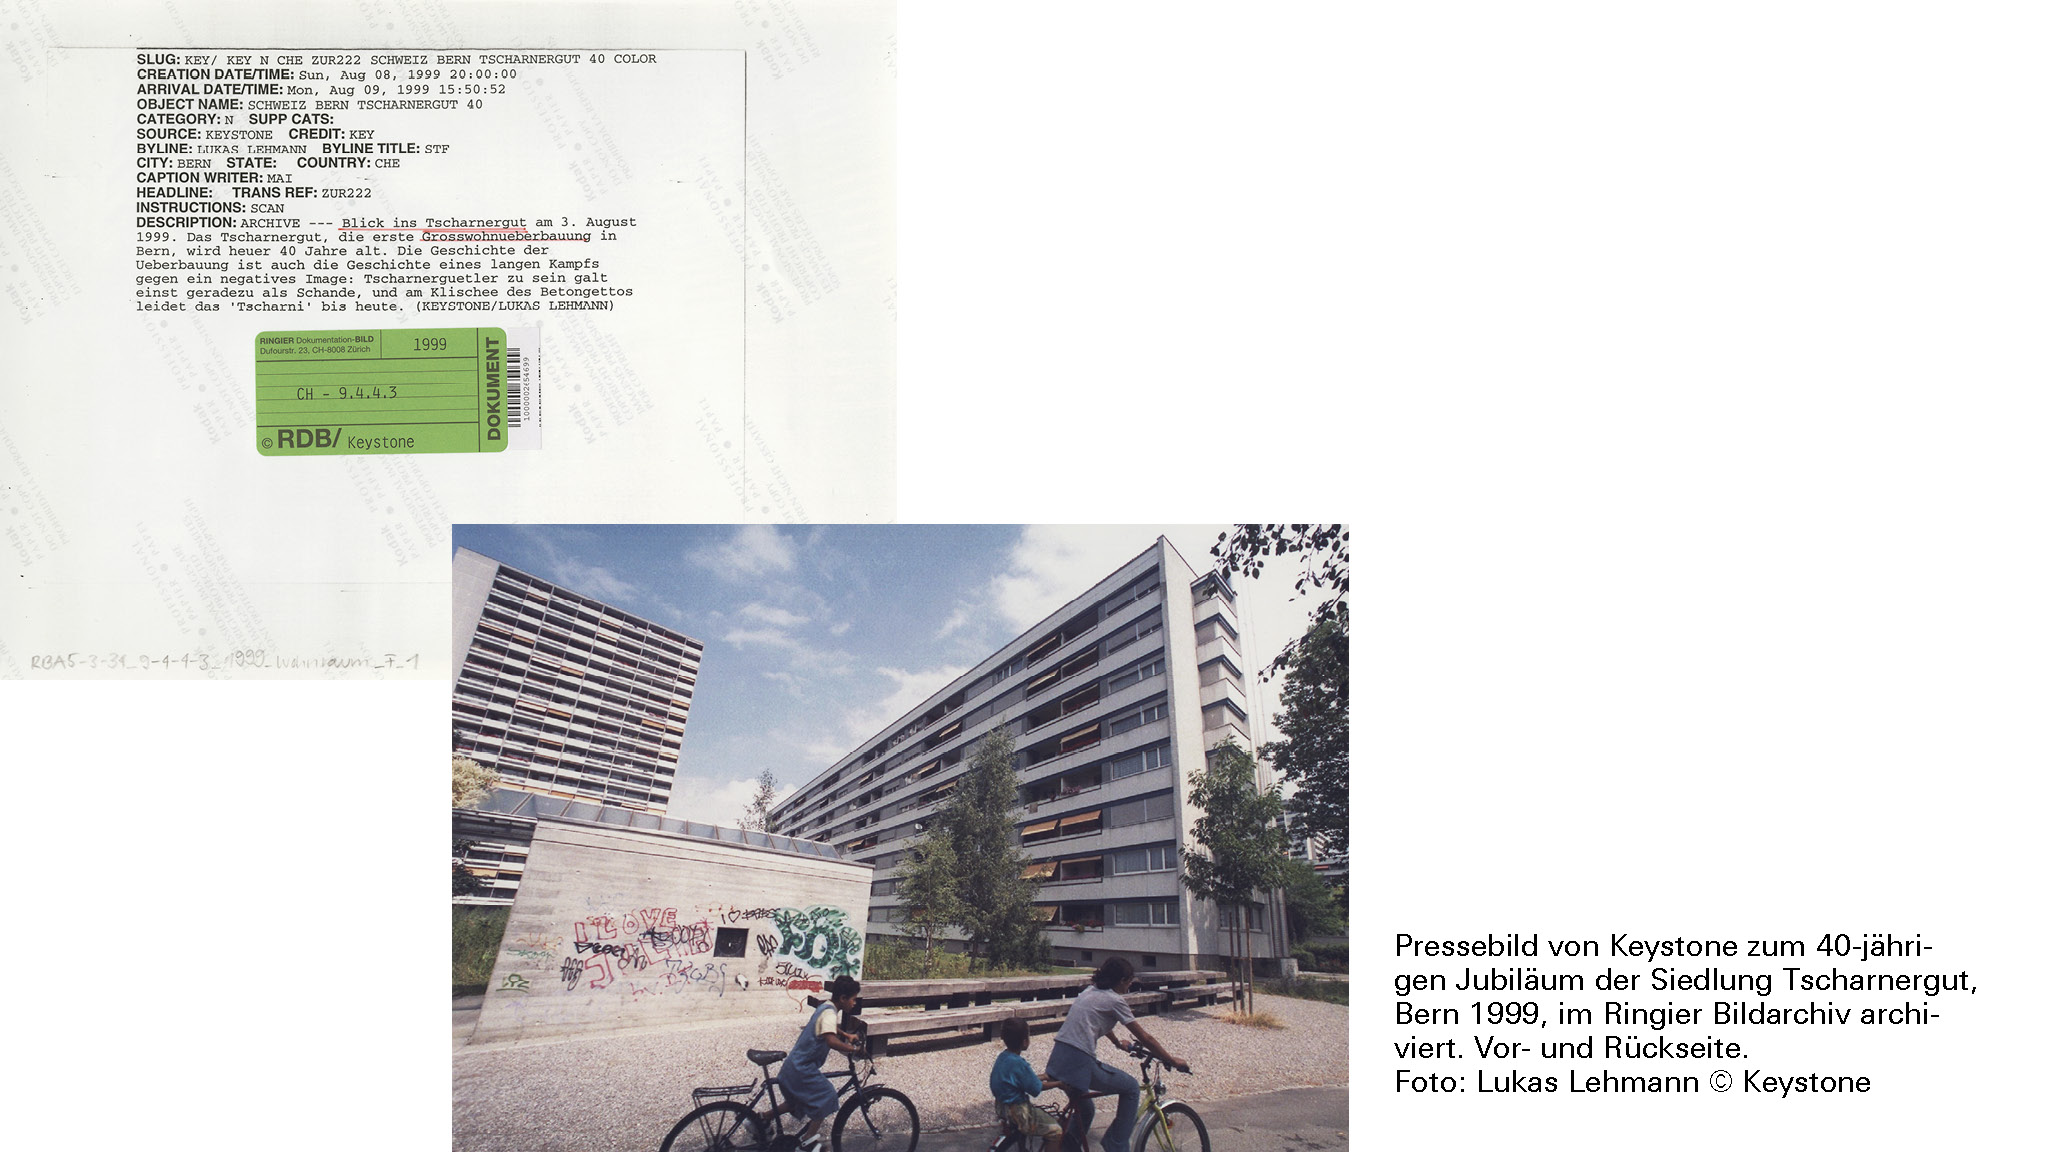 SLUG: KEY/ KEY N CHE ZUR222 SCHWEIZ BERN TSCHARNERGUT 40 COLOR
CREATION DATE/TIME: Sun, Aug 08, 1999 20:00:00
ARRIVAL DATE/TIME: Mon, Aug 09, 1999 15:50:52
OBJECT NAME: SCHWEIZ BERN TSCHARNERGUT 40
CATEGORY: N SUPP CATS:
SOURCE: KEYSTONE CREDIT: KEY
BYLINE: LUKAS LEHMANN BYLINE TITLE: STF
CITY: BERN STATE: COUNTRY: CHE
CAPTION WRITER: MAI
HEADLINE: TRANS REF: ZUR222
INSTRUCTIONS: SCAN
DESCRIPTION: ARCHIVE --- Blick ins Tscharnergut am 3. August
1999. Das Tscharnergut, die erste Grosswohnueberbauung in
Bern, wird heuer 40 Jahre alt. Die Geschichte der
Ueberbauung ist auch die Geschichte eines langen Kampfs
gegen ein negatives Image: Tscharnerguetler zu sein galt
einst geradezu als Schande, und am Klischee des Betongettos
leidet das 'Tscharni' bis heute. (KEYSTONE/LUKAS LEHMANN)
RINGIER Dokumentation-BILD
Dufourstr. 23, CH-8008 Zürich
1999
CH - 9.4.4.3
© RDB/ Keystone
DOKUMENT
RBA5-3-31_9-4-4-3_1999_Wohnraum_F_1
I LOVE
Pressebild von Keystone zum 40-jähri-
gen Jubiläum der Siedlung Tscharnergut,
Bern 1999, im Ringier Bildarchiv archi-
viert. Vor- und Rückseite.
Foto: Lukas Lehmann © Keystone